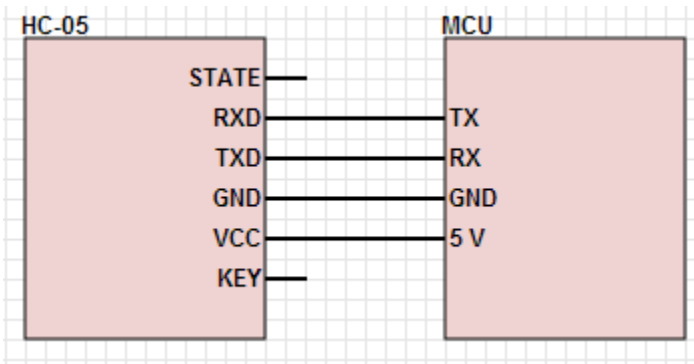 HC-05
MCU
STATE
RXD
TX
TXD
RX
GND
GND
VCC
5 V
KEY